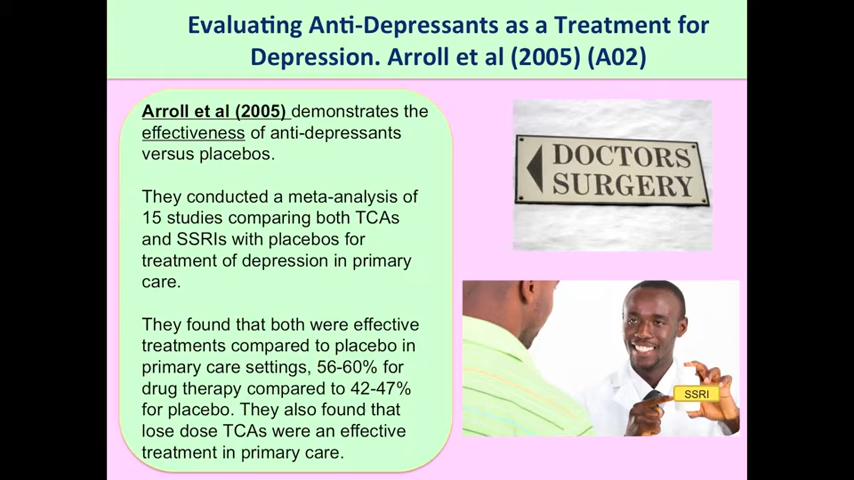 Evaluating Anti-Depressants as a Treatment for
Depression. Arroll et al (2005) (A02)
Arroll et al (2005) demonstrates the
effectiveness of anti-depressants
versus placebos.
They conducted a meta-analysis of
15 studies comparing both TCAs
and SSRIs with placebos for
treatment of depression in primary
care.
They found that both were effective
treatments compared to placebo in
primary care settings, 56-60% for
drug therapy compared to 42-47%
for placebo. They also found that
lose dose TCAs were an effective
treatment in primary care.
DOCTORS
SURGERY
SSRI